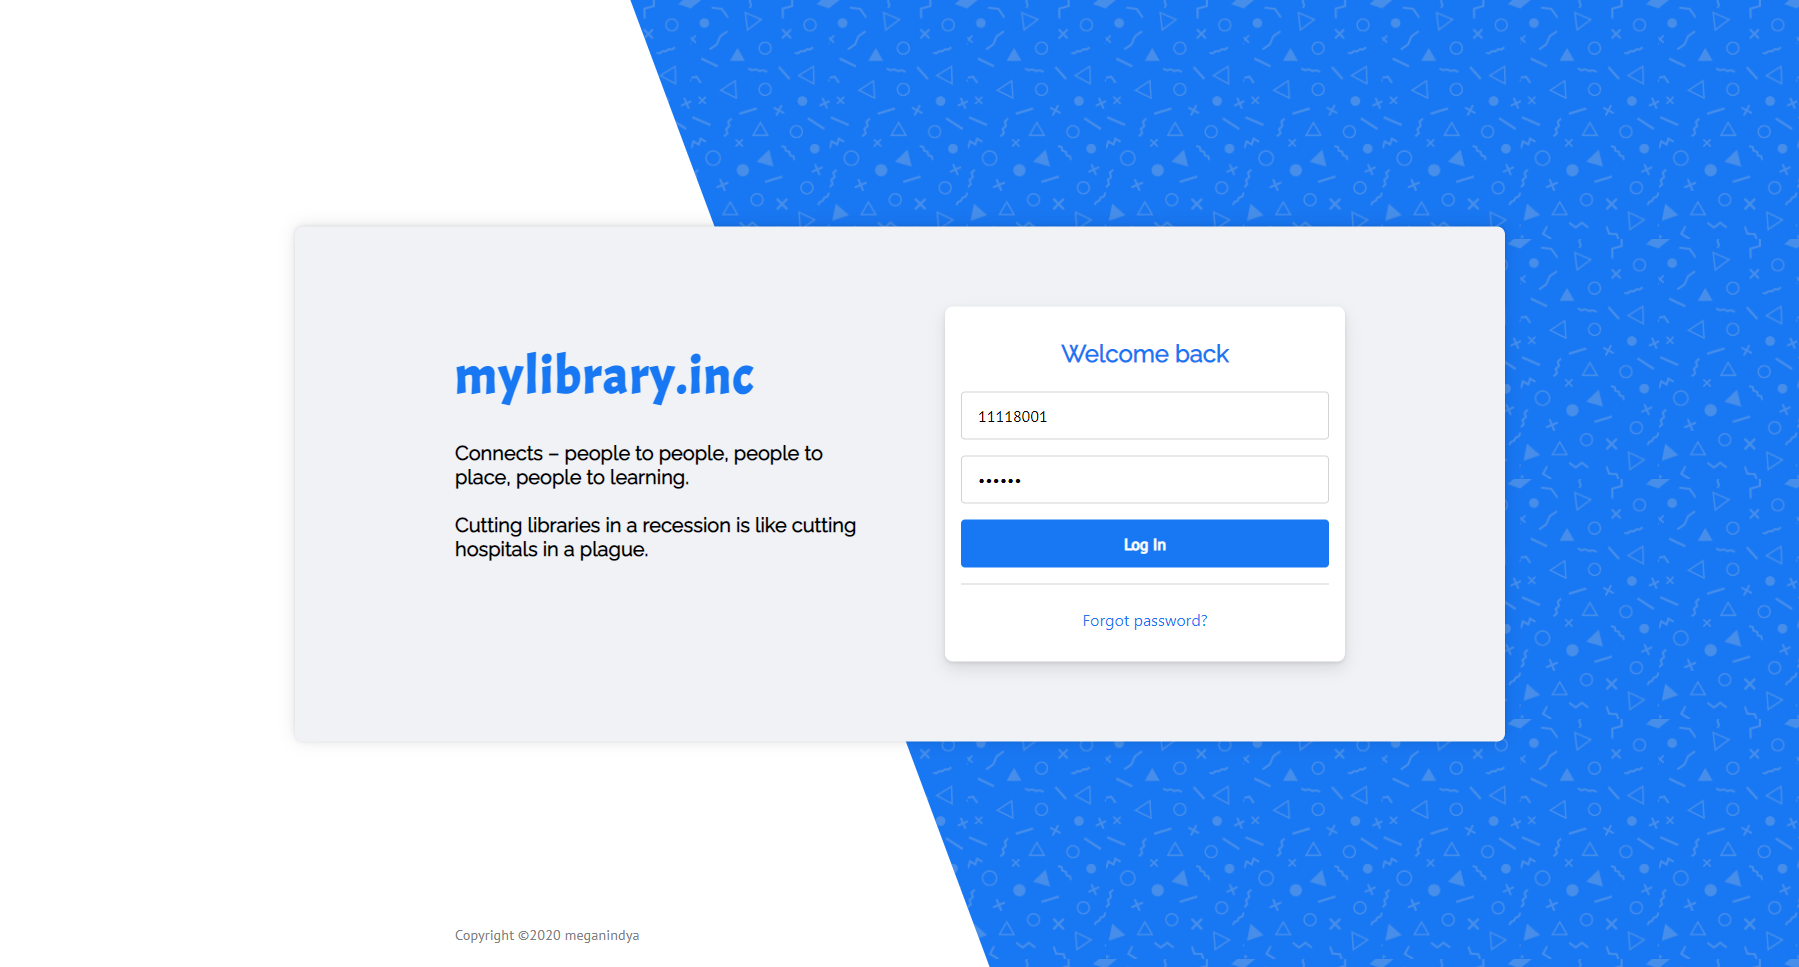 mylibrary.inc
Connects – people to people, people to
place, people to learning.
Cutting libraries in a recession is like cutting
hospitals in a plague.
Welcome back
11118001
••••••
Log In
Forgot password?
Copyright ©2020 meganindya